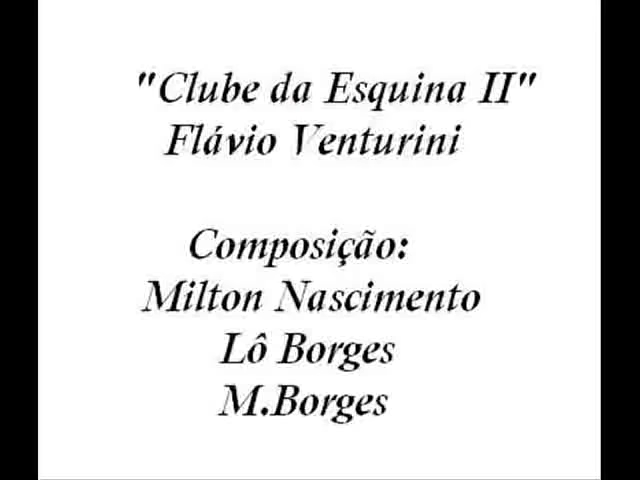 "Clube da Esquina II"
Flávio Venturini
Composição:
Milton Nascimento
Lô Borges
M.Borges